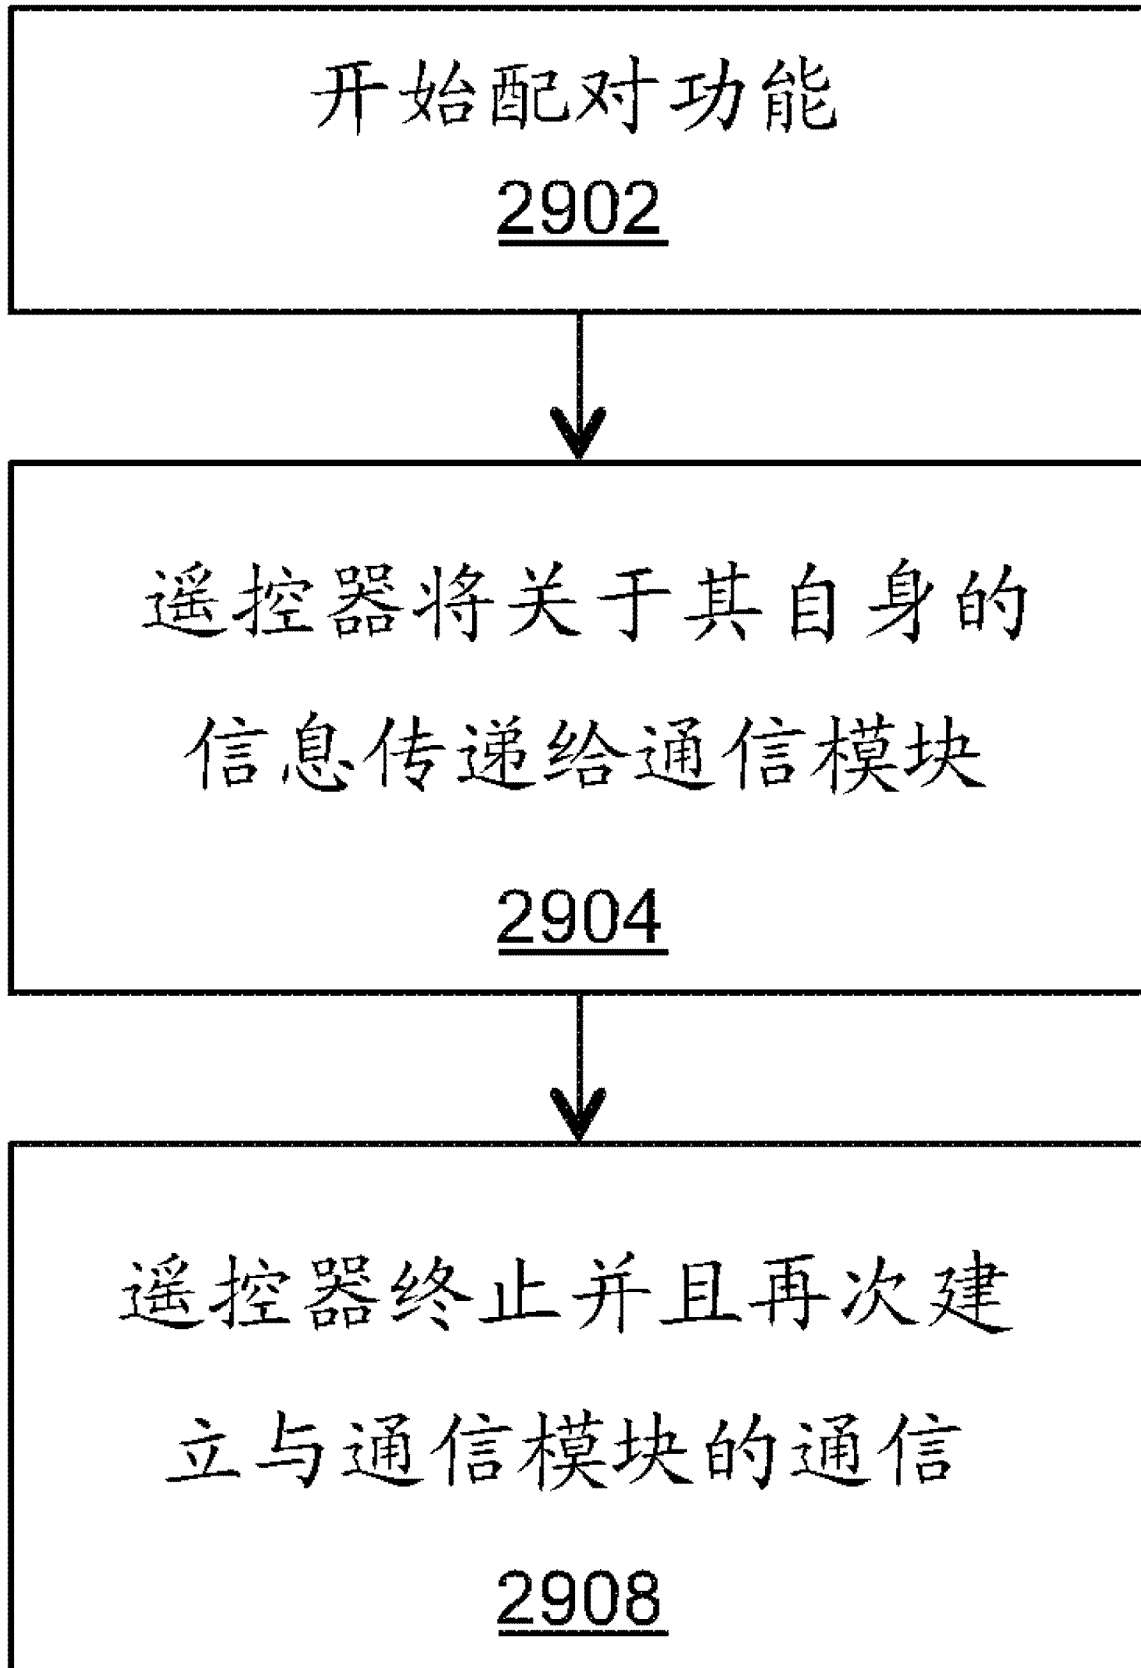 开始配对功能
2902
遥控器将关于其自身的
信息传递给通信模块
2904
遥控器终止并且再次建
立与通信模块的通信
2908